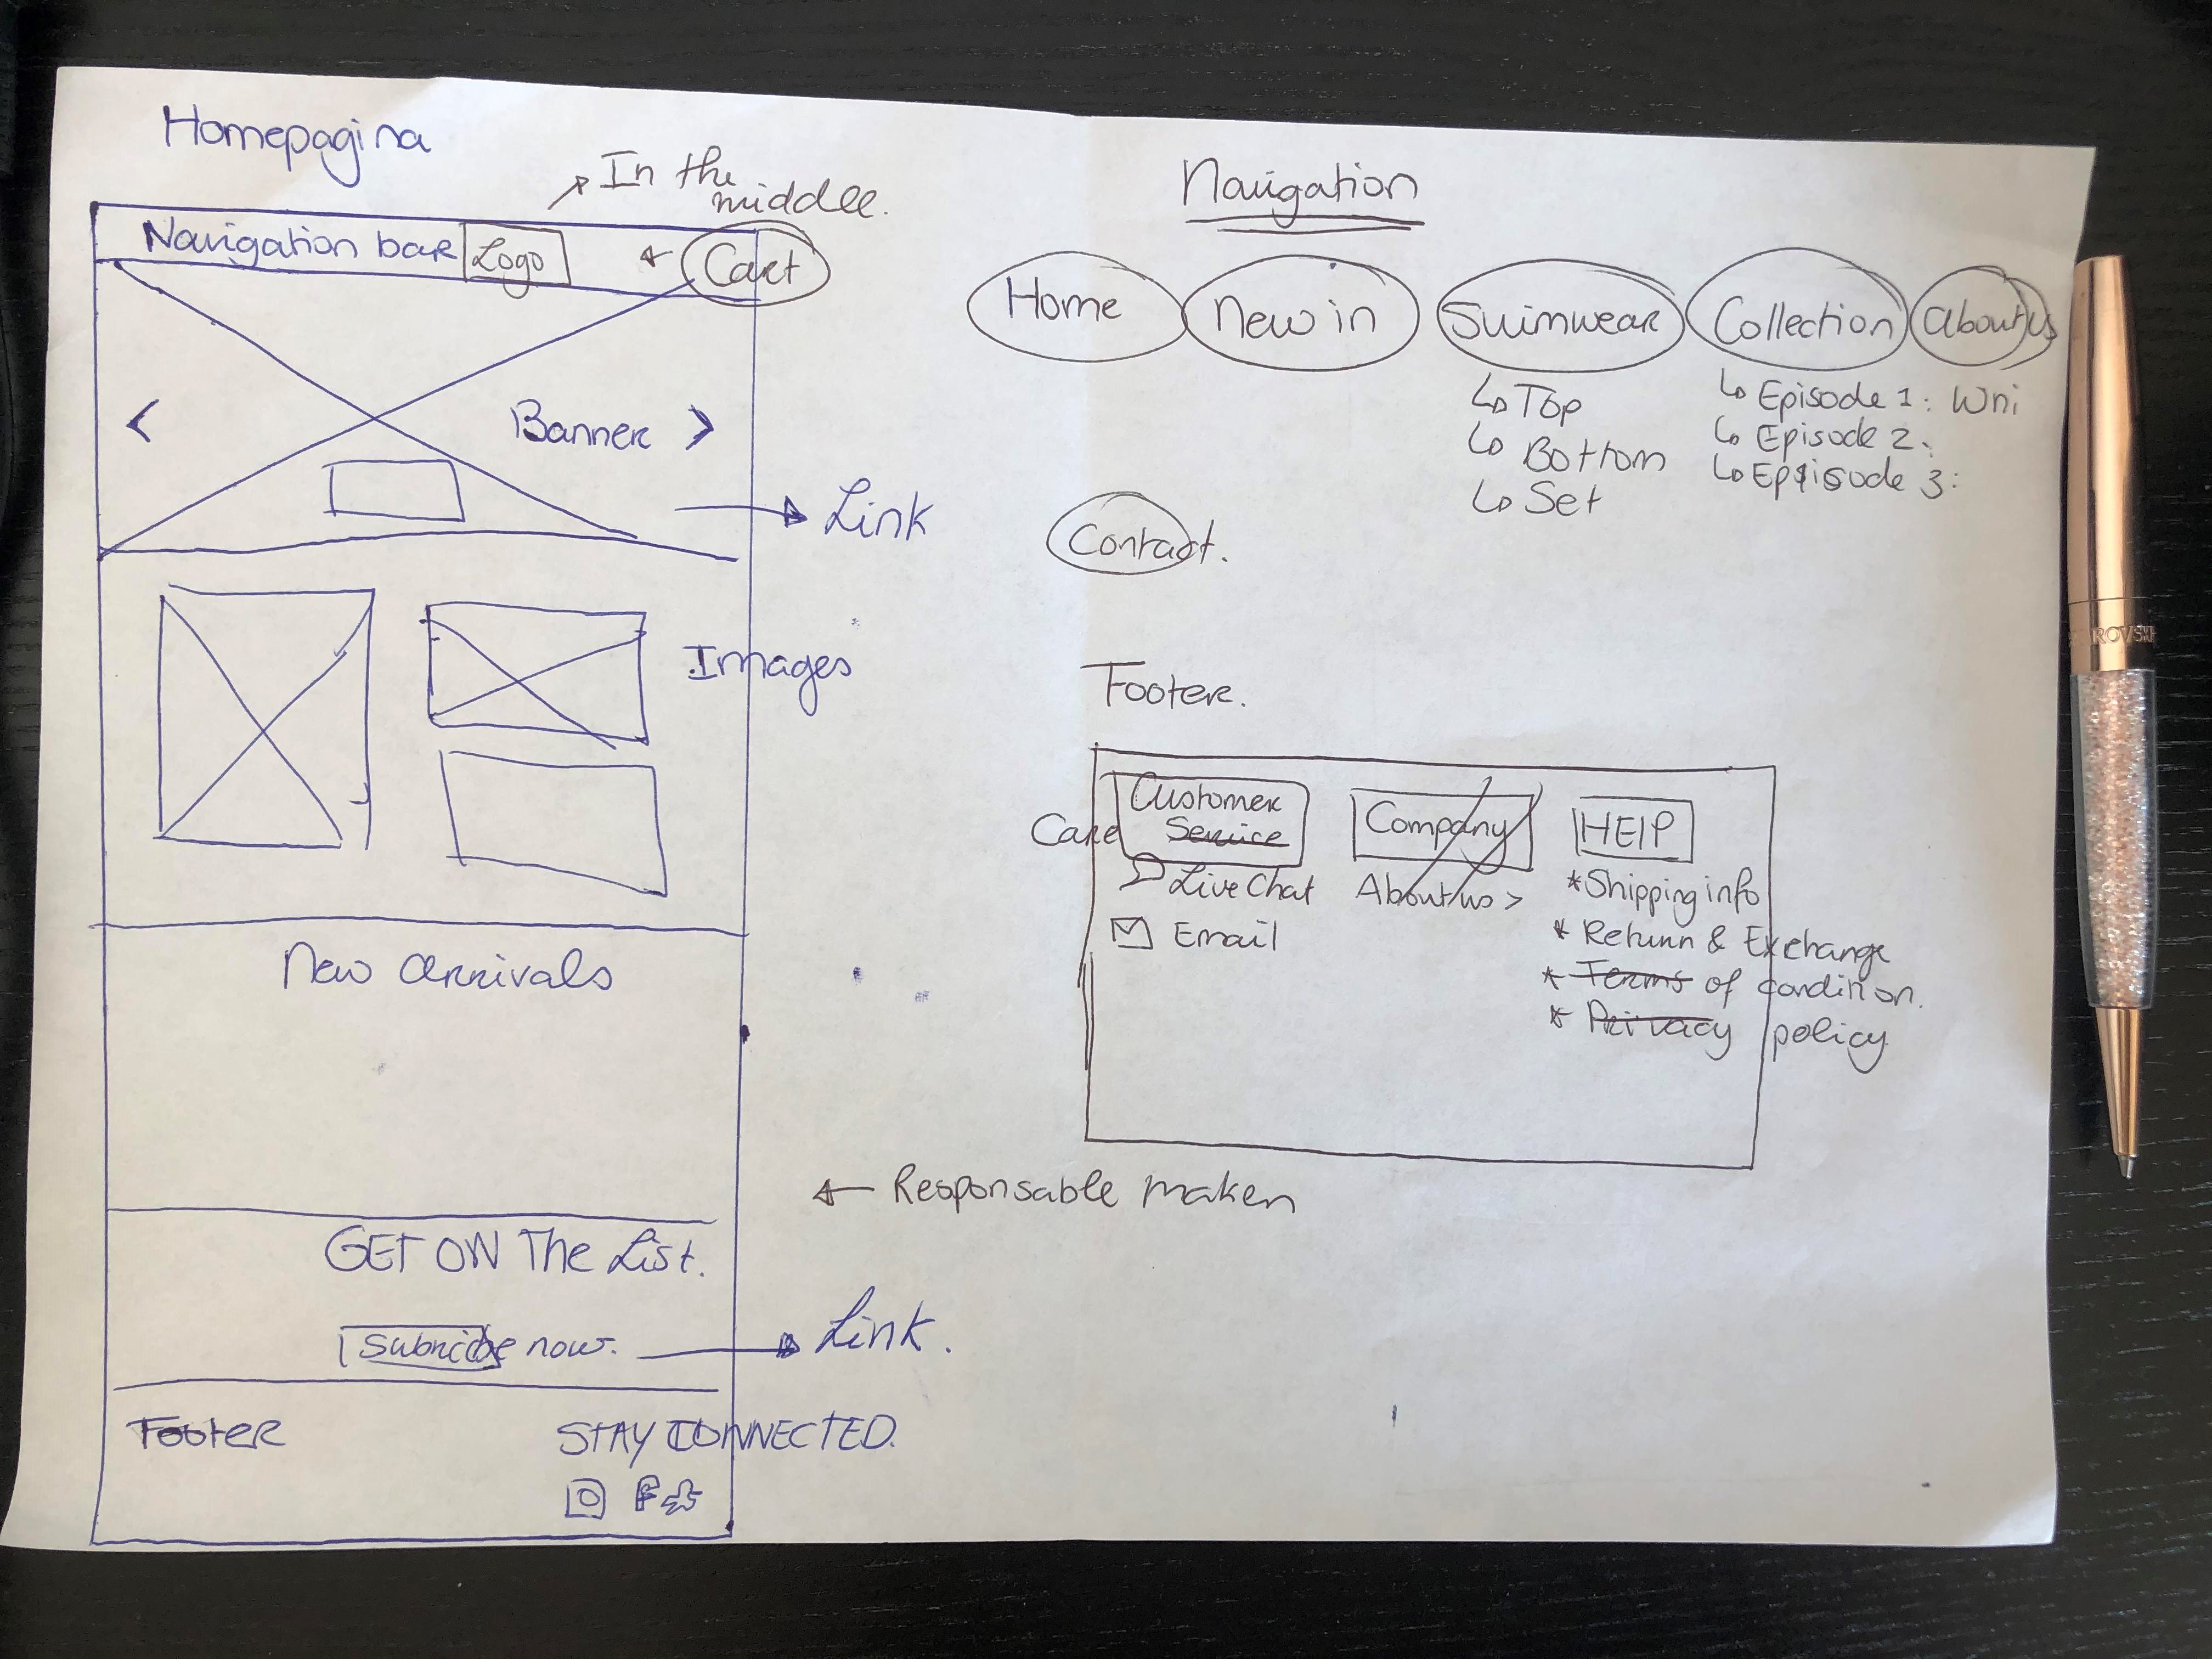 Homepagina
In the
middle.
Navigation bar
Logo
Cart
Banner
Link
Images
New arrivals
GET ON The List.
now.
Link.
Footer
STAY CONNECTED.
Responsable maken
Navigation
Home
New in
Swimwear
Collection
about us
Top
Bottom
Set
Episode 1: Wni
Episode 2.
Episode 3:
Contact.
Footer.
Customer
Care
Service
Live Chat
Email
Company
About us >
HElP
*Shipping info
* Return & Exchange
* Terms of condition.
* Privacy policy